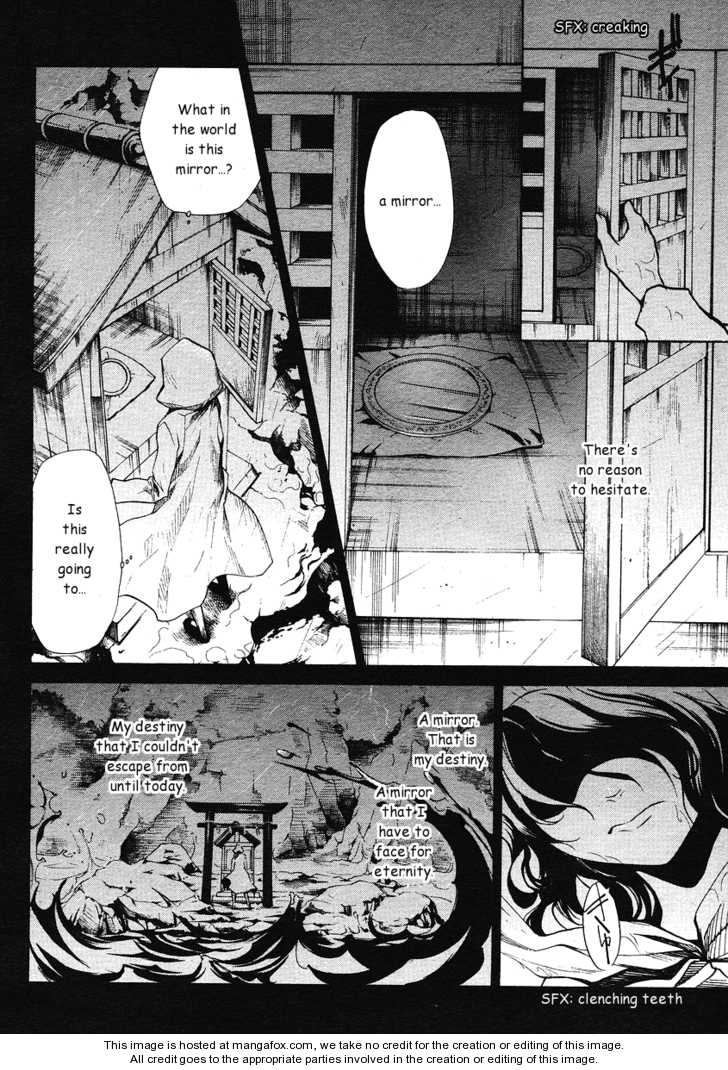 SFX: creaking
ギギ
a mirror...
There's
no reason
to hesitate.
What in
the world
is this
mirror...?
Is
this
really
going
to...
A mirror.
That is
my destiny.
A mirror
that I
have to
face for
eternity.
My destiny
that I couldn't
escape from
until today.
ギュ
SFX: clenching teeth
This image is hosted at mangafox.com, we take no credit for the creation or editing of this image.
All credit goes to the appropriate parties involved in the creation or editing of this image.